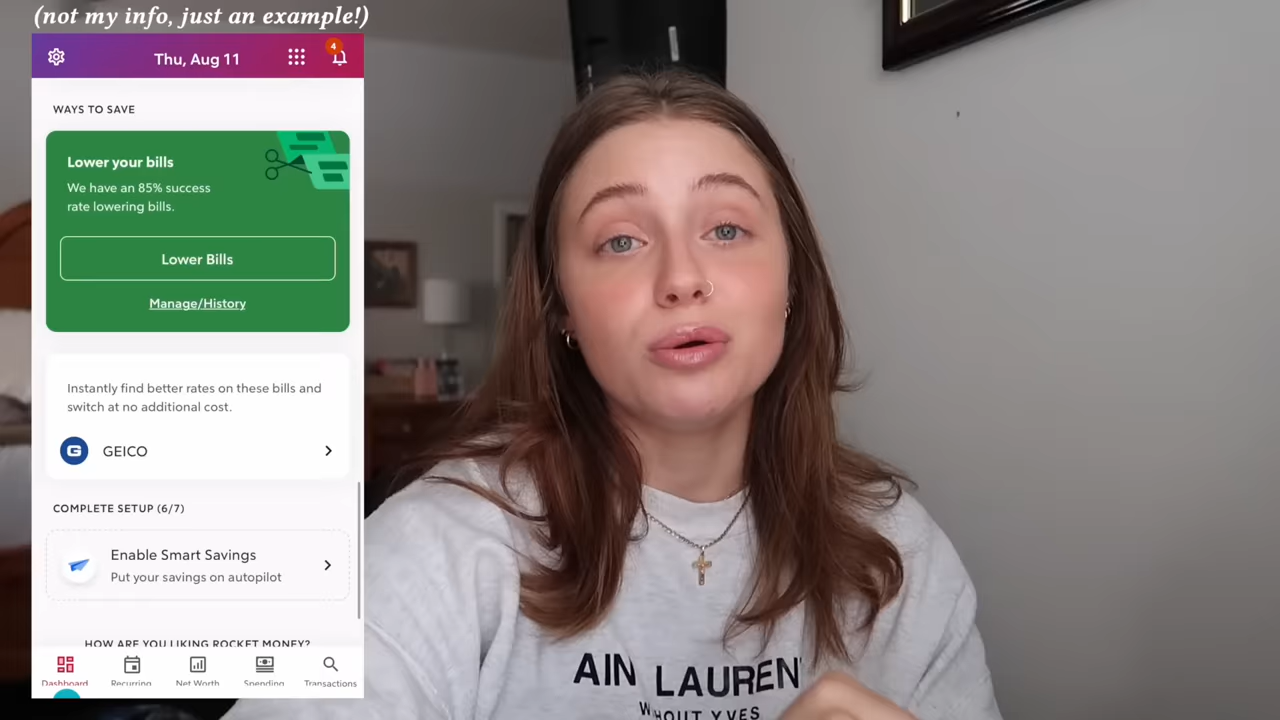 (not my info, just an example!)
Thu, Aug 11
4
WAYS TO SAVE
Lower your bills
We have an 85% success
rate lowering bills.
Lower Bills
Manage/History
Instantly find better rates on these bills and
switch at no additional cost.
G GEICO
COMPLETE SETUP (6/7)
Enable Smart Savings
Put your savings on autopilot
HOW ARE YOU LIKING ROCKET MONEY?
Dashboard Recurring Net Worth Spending Transactions
AIN LAUREN
W HOUT YVES